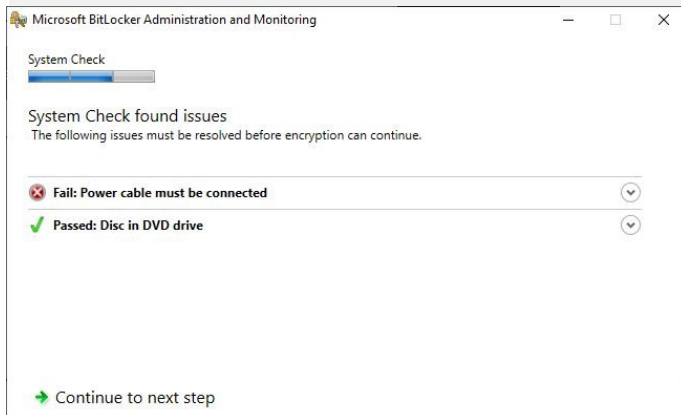 Microsoft BitLocker Administration and Monitoring
System Check
System Check found issues
The following issues must be resolved before encryption can continue.
Fail: Power cable must be connected
Passed: Disc in DVD drive
Continue to next step